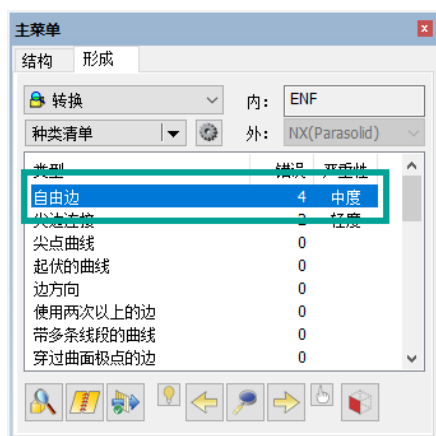 主菜单
结构 形成
转换 内: ENF
种类清单 外: NX(Parasolid)
类型 错误 严重性
自由边 4 中度
尖边连接 2 轻度
尖点曲线 0
起伏的曲线 0
边方向 0
使用两次以上的边 0
带多条线段的曲线 0
穿过曲面极点的边 0